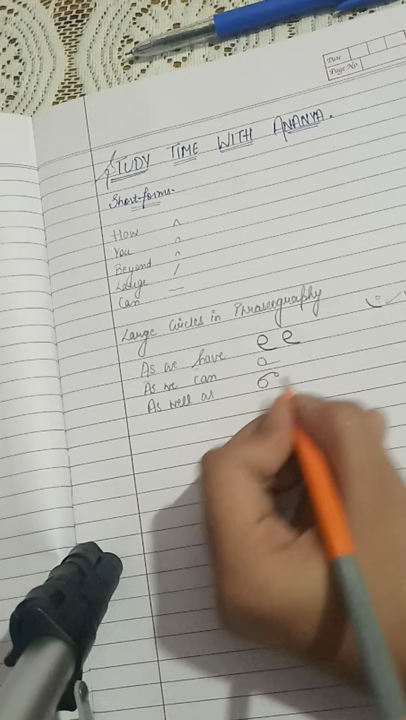 Date
Page No.
STUDY TIME WITH ANANYA.
Short-forms-
How
You
Beyond
Large
Can
Large Circles in Phraseography
As we have
As we can
As well as